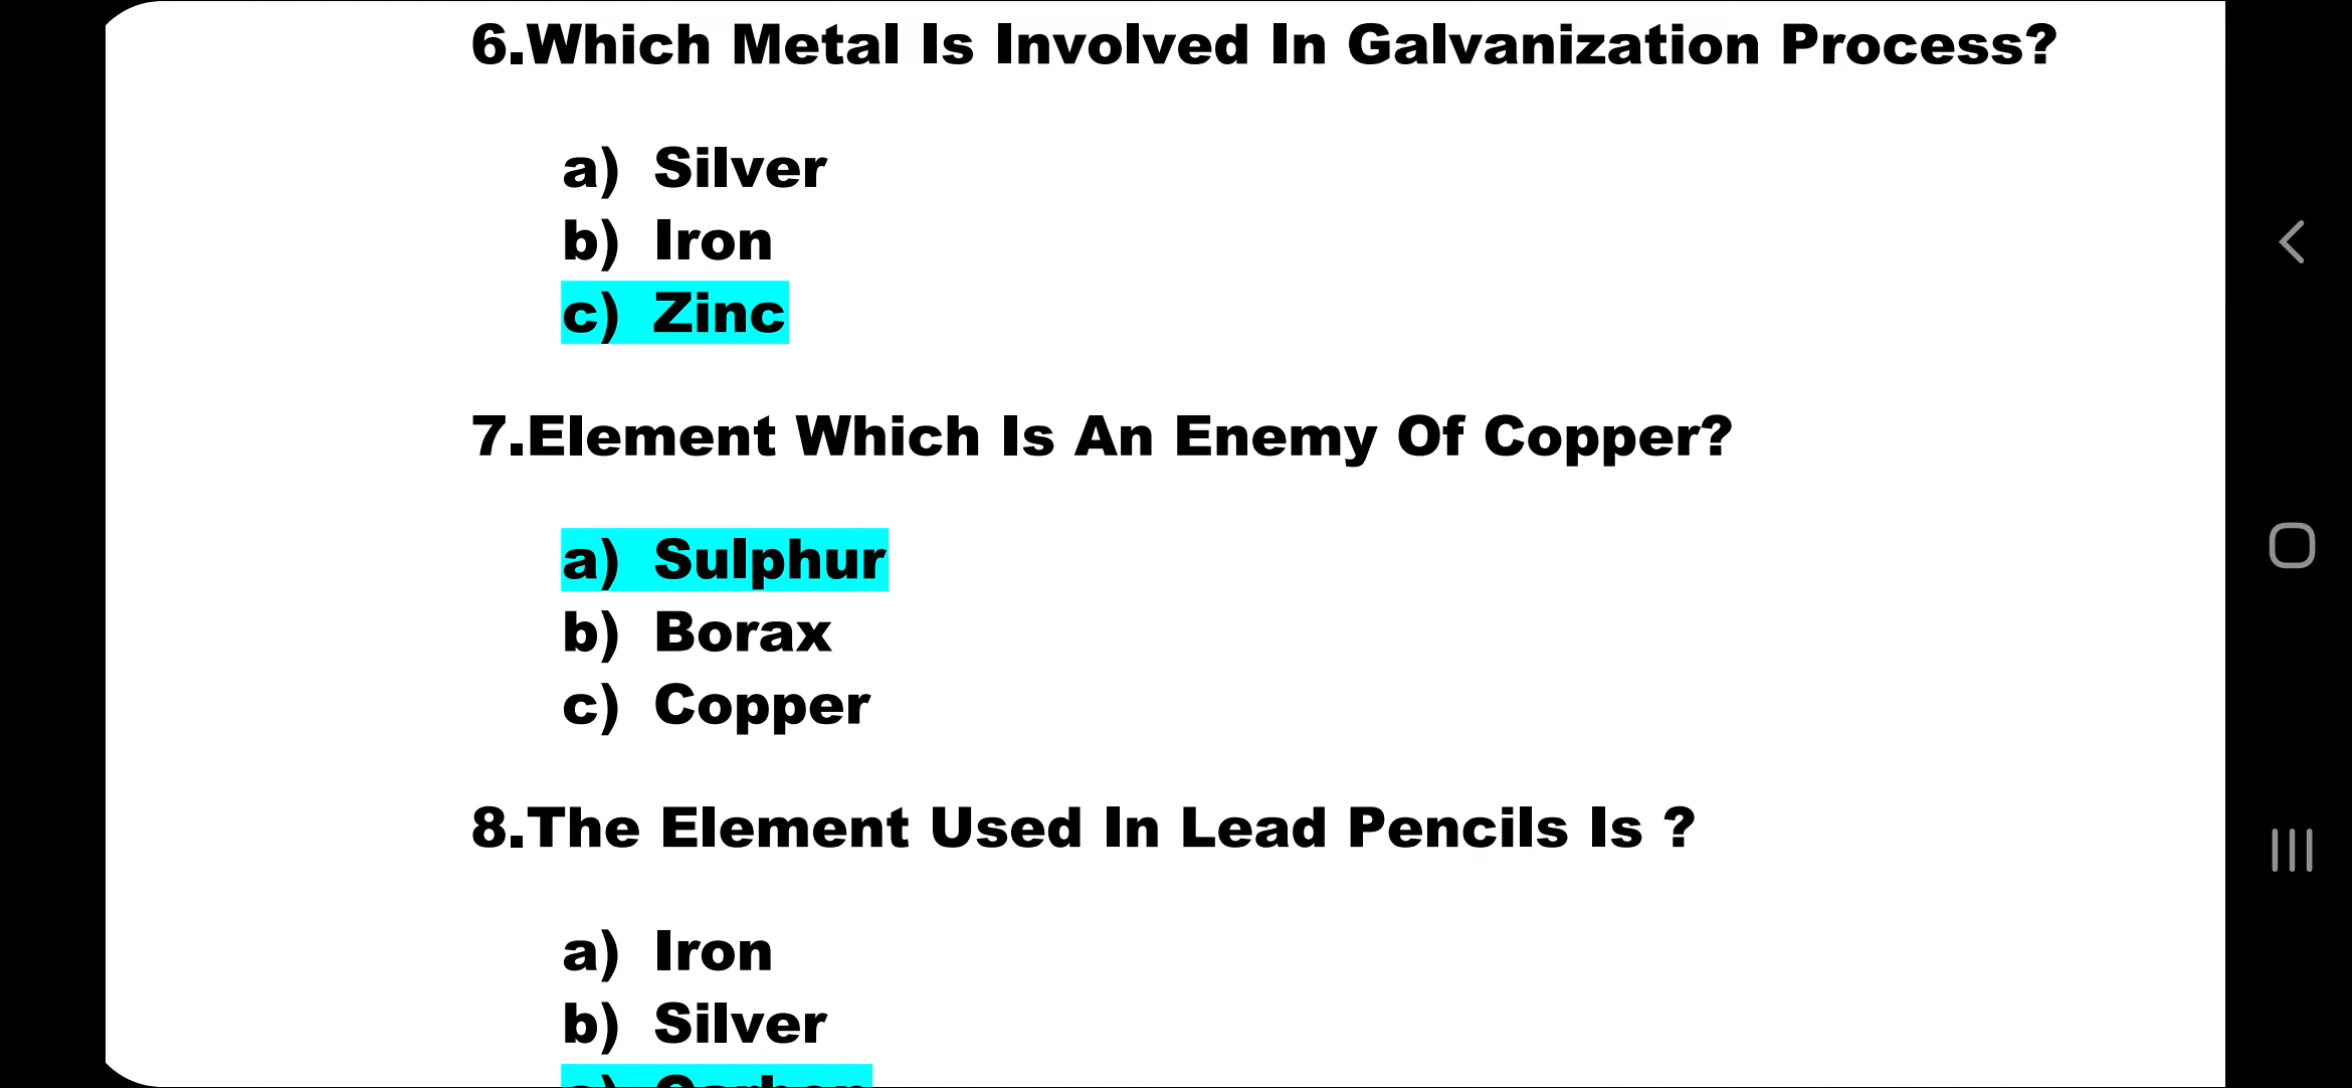 6.Which Metal Is Involved In Galvanization Process?
a) Silver
b) Iron
c) Zinc
7.Element Which Is An Enemy Of Copper?
a) Sulphur
b) Borax
c) Copper
8.The Element Used In Lead Pencils Is ?
a) Iron
b) Silver
c) Carbon